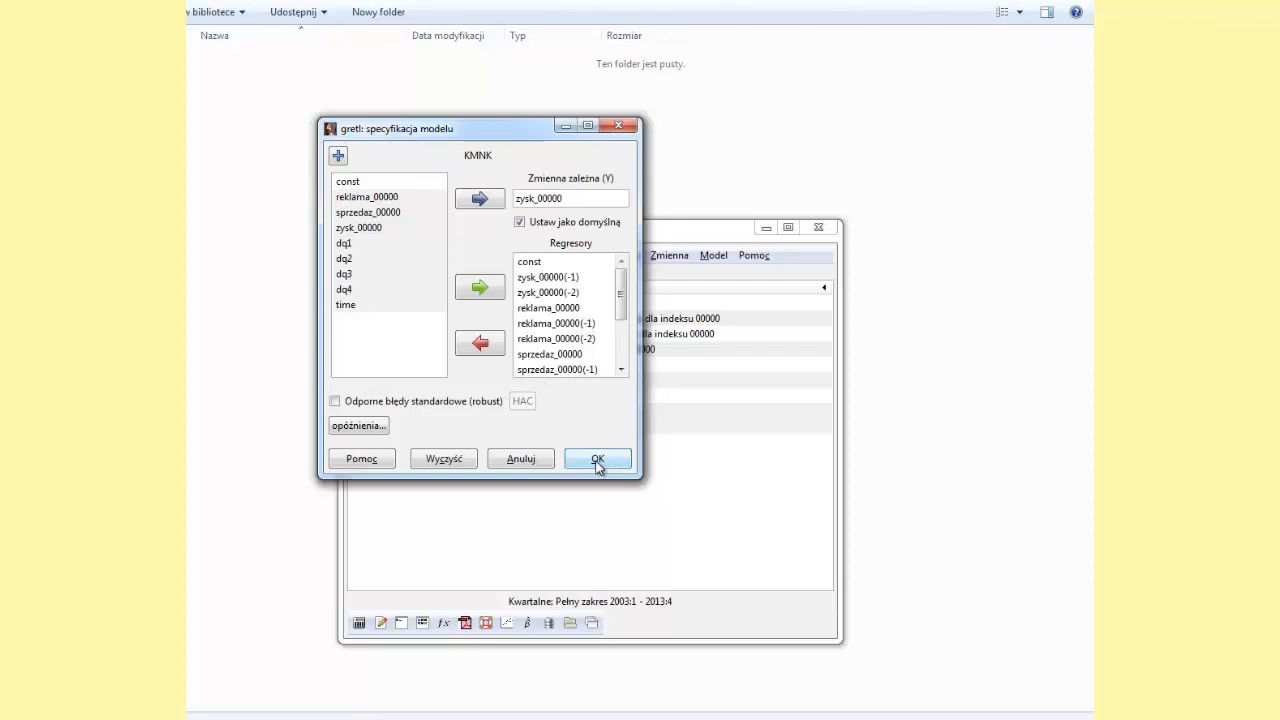 w bibliotece Udostępnij Nowy folder
Nazwa Data modyfikacji Typ Rozmiar
Ten folder jest pusty.
gretl: specyfikacja modelu
KMNK
const
reklama_00000
sprzedaz_00000
zysk_00000
dq1
dq2
dq3
dq4
time
Zmienna zależna (Y)
zysk_00000
Ustaw jako domyślną
Regresory
const
zysk_00000(-1)
zysk_00000(-2)
reklama_00000
reklama_00000(-1)
reklama_00000(-2)
sprzedaz_00000
sprzedaz_00000(-1)
Odporne błędy standardowe (robust) HAC
opóźnienia...
Pomoc Wyczyść Anuluj OK
Zmienna Model Pomoc
dla indeksu 00000
dla indeksu 00000
Kwartalne: Pełny zakres 2003:1 - 2013:4